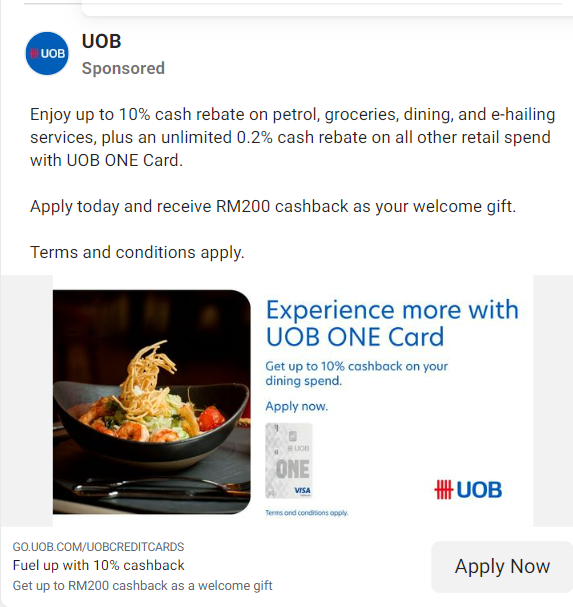 UOB
UOB
Sponsored
Enjoy up to 10% cash rebate on petrol, groceries, dining, and e-hailing
services, plus an unlimited 0.2% cash rebate on all other retail spend
with UOB ONE Card.
Apply today and receive RM200 cashback as your welcome gift.
Terms and conditions apply.
Experience more with
UOB ONE Card
Get up to 10% cashback on your
dining spend.
Apply now.
UOB
ONE
VISA
UOB
Terms and conditions apply.
GO.UOB.COM/UOBCREDITCARDS
Fuel up with 10% cashback
Get up to RM200 cashback as a welcome gift
Apply Now